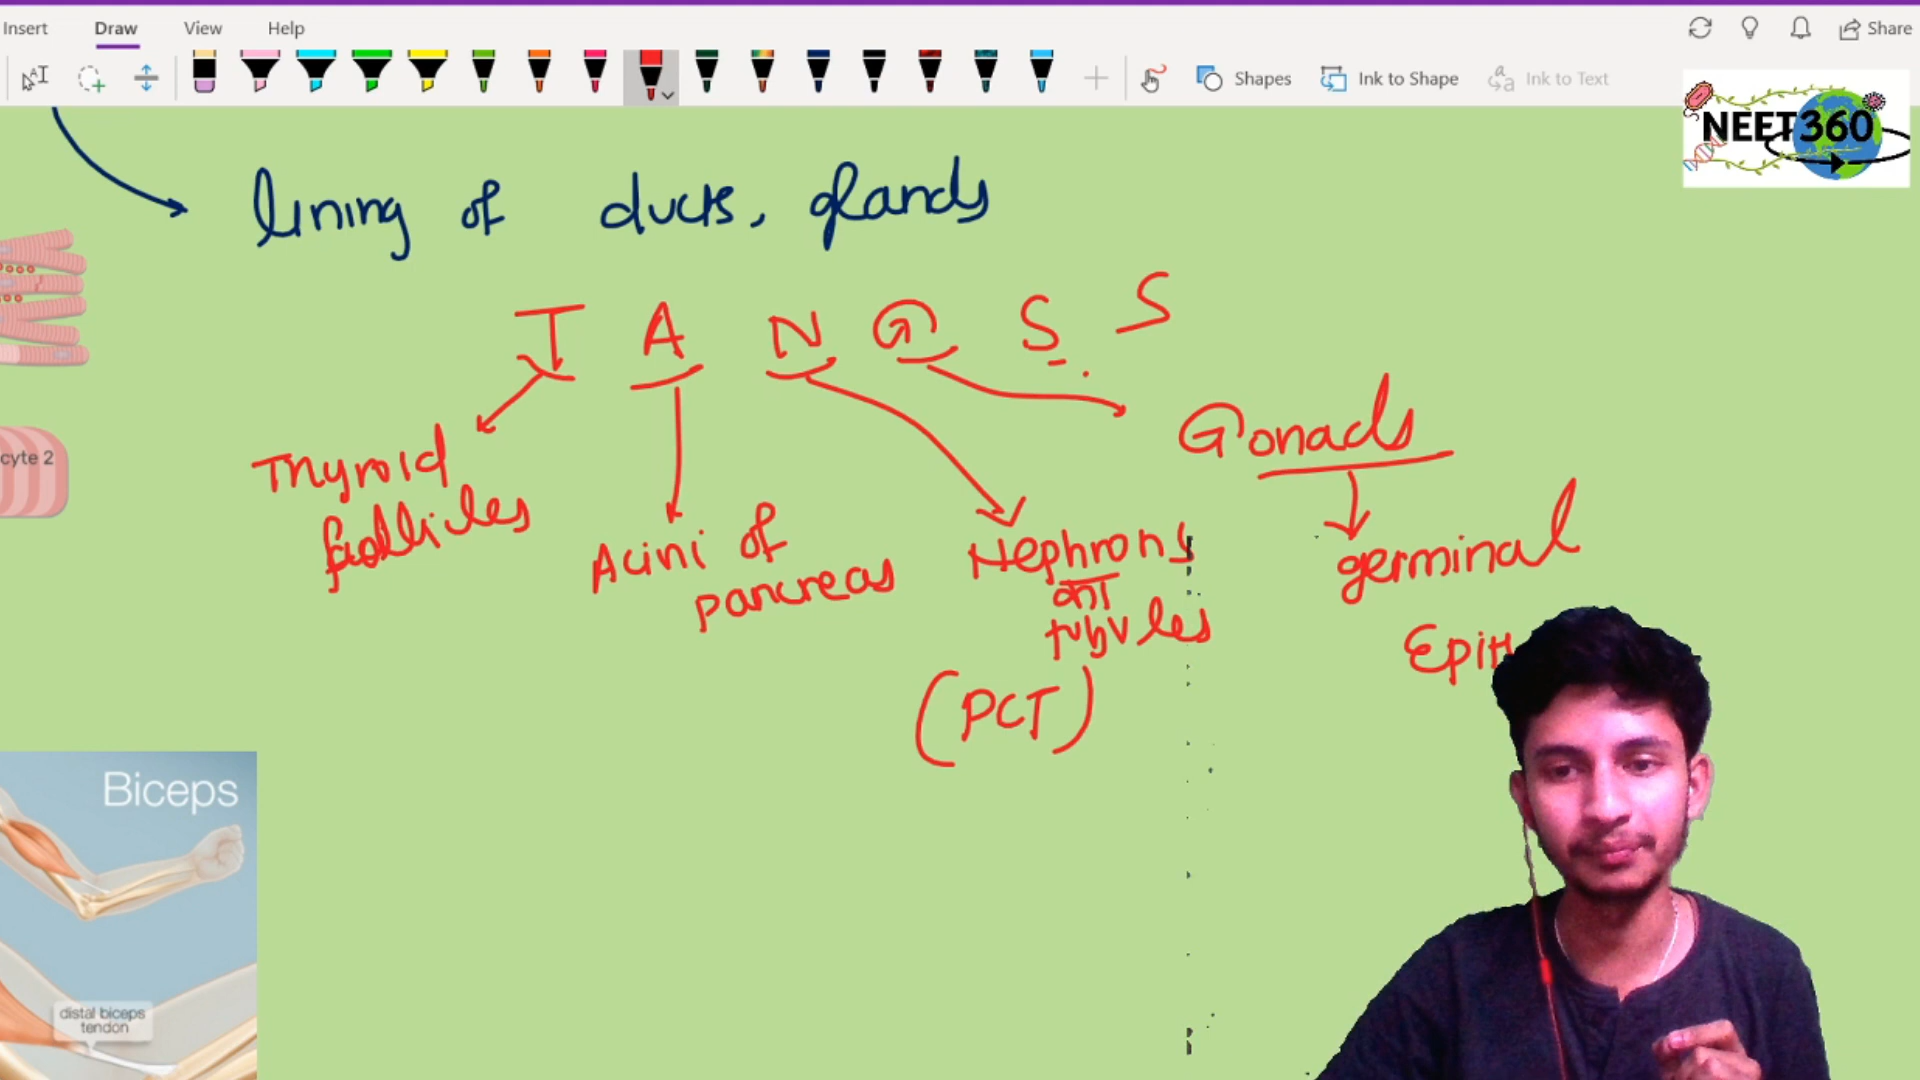 Insert Draw View Help
Share
Shapes Ink to Shape Ink to Text
NEET360
lining of ducts, glands
T A N G S S
Thyroid
follicles
Acini of
pancreas
Nephrons
tubules
(PCT)
Gonads
germinal
Epith
cyte 2
Biceps
distal biceps
tendon